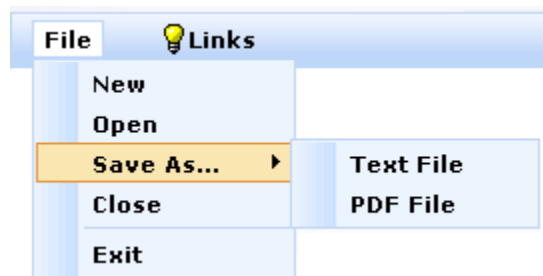 File Links
New
Open
Save As... Text File
Close PDF File
Exit